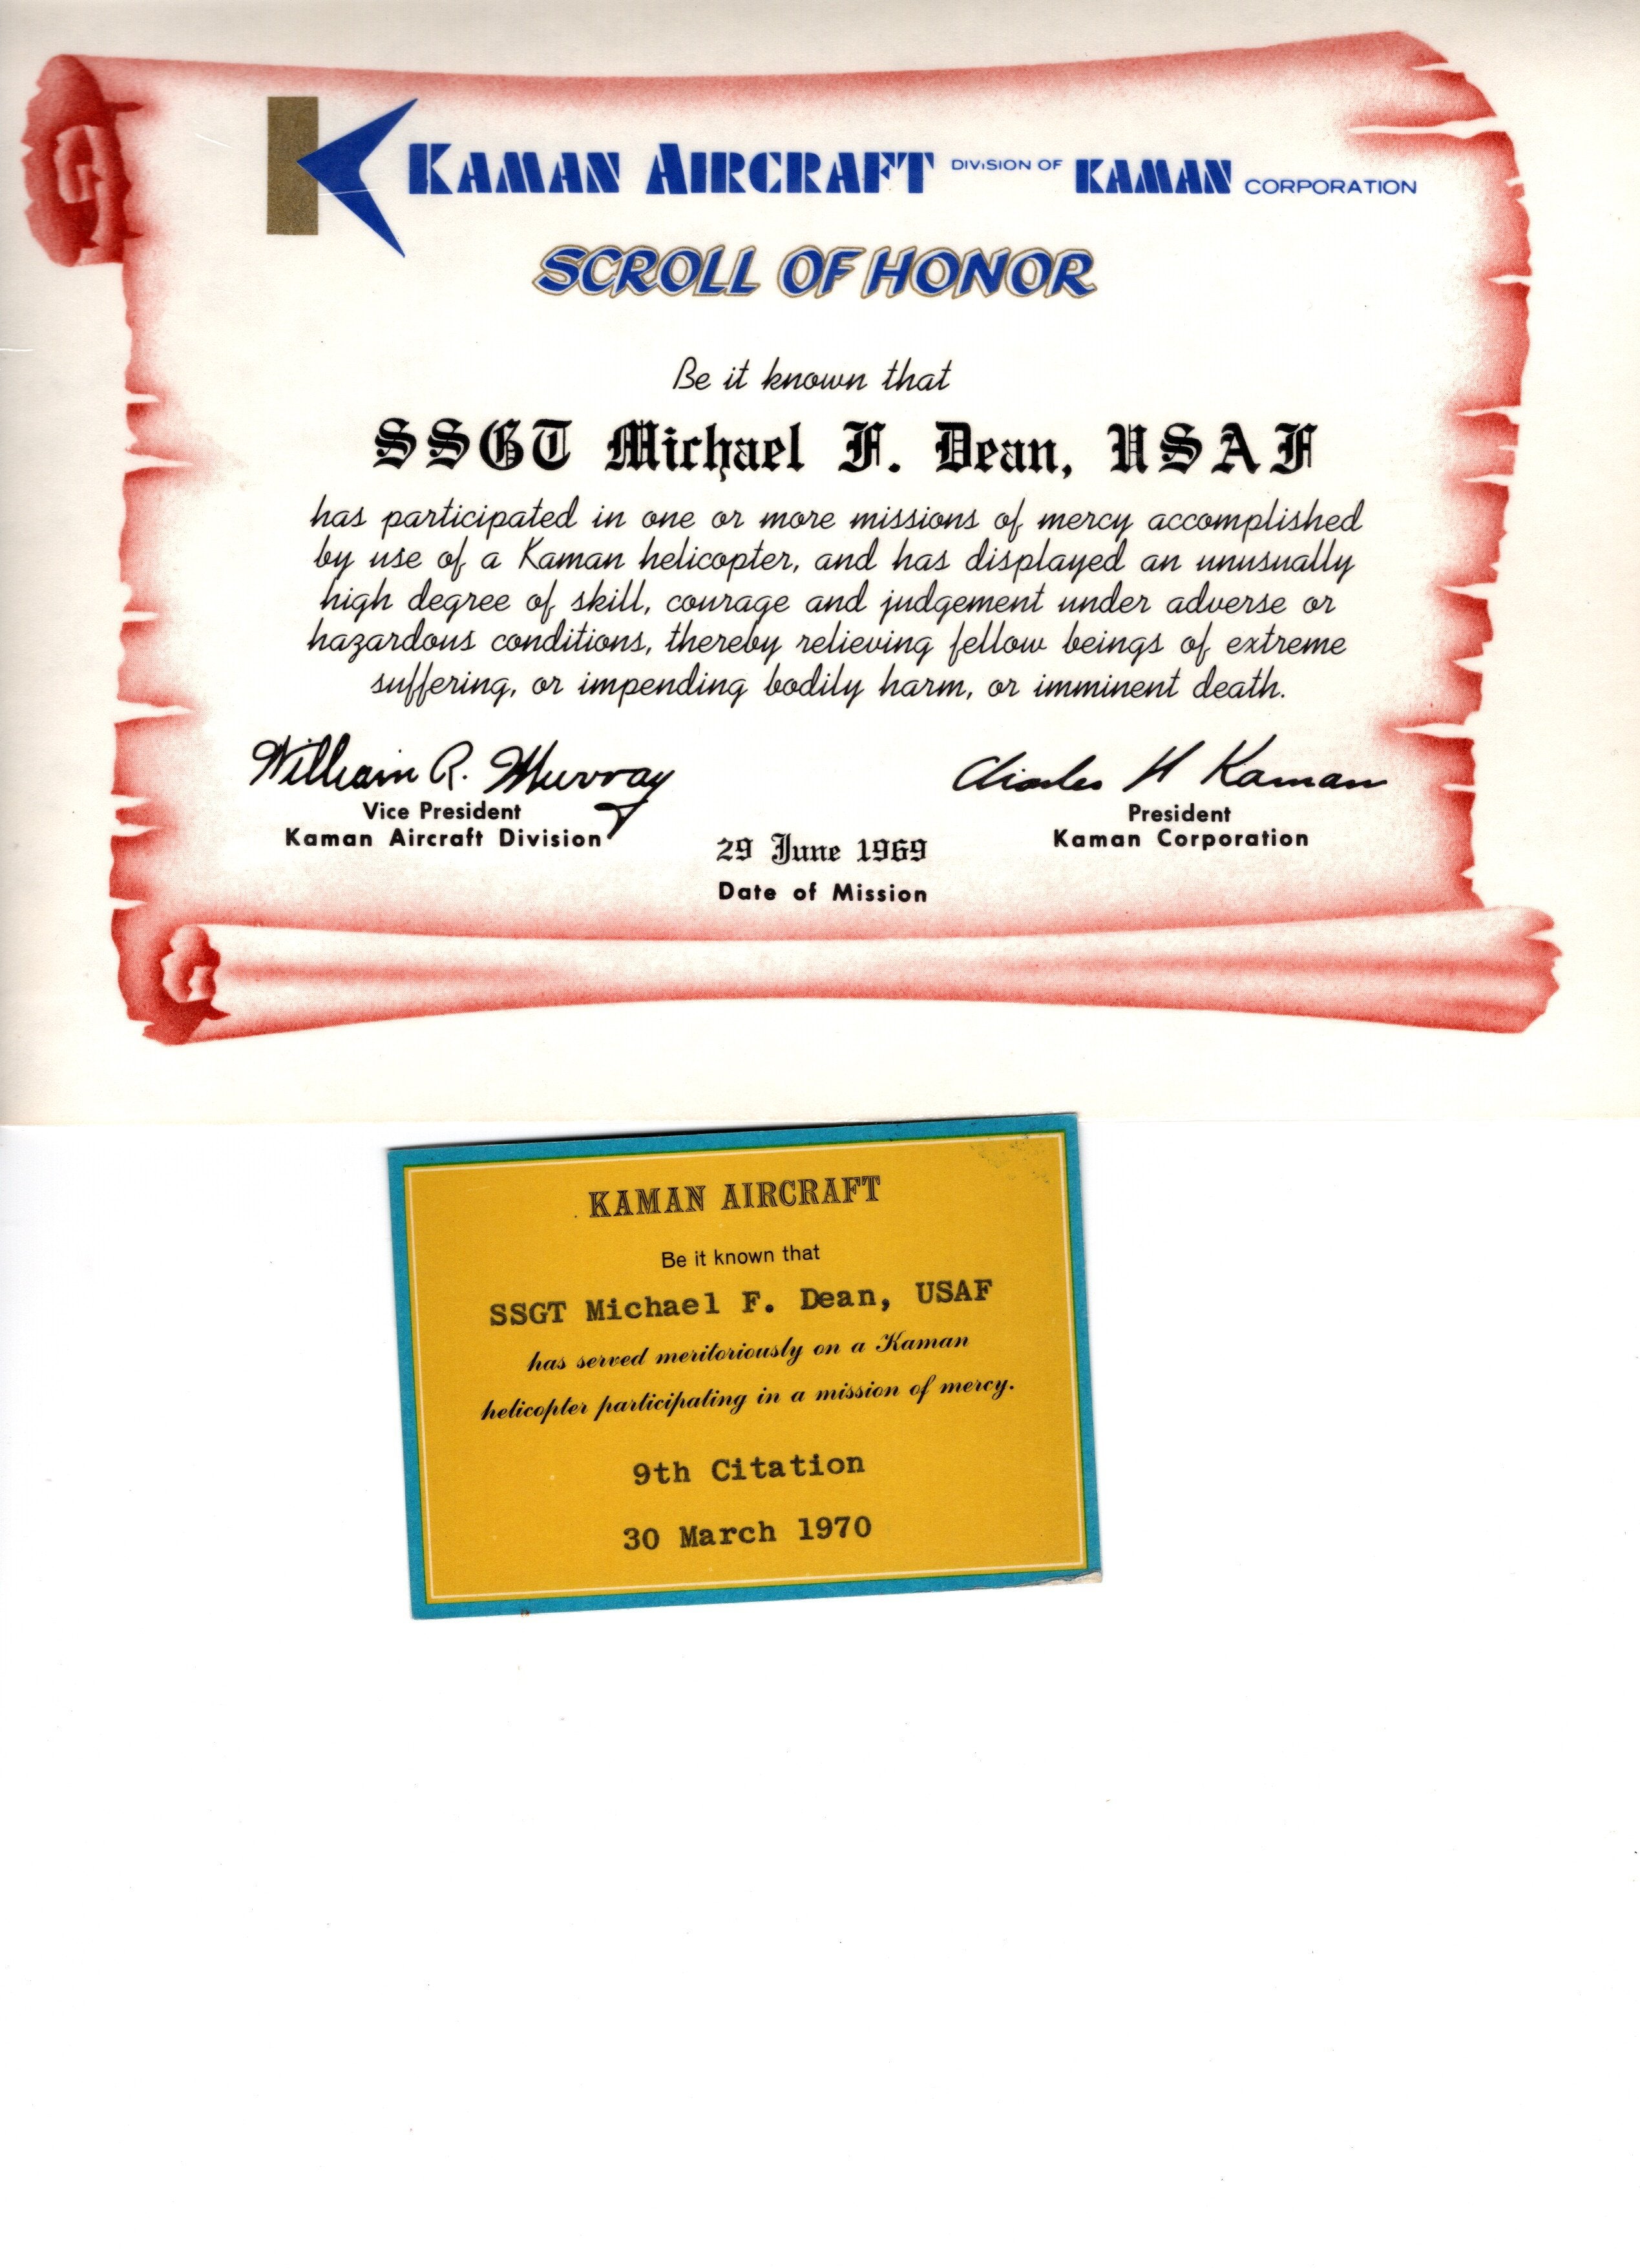 KAMAN AIRCRAFT DIVISION OF KAMAN CORPORATION
SCROLL OF HONOR
Be it known that
SSGT Michael F. Dean, USAF
has participated in one or more missions of mercy accomplished
by use of a Kaman helicopter, and has displayed an unusually
high degree of skill, courage and judgement under adverse or
hazardous conditions, thereby relieving fellow beings of extreme
suffering, or impending bodily harm, or imminent death.
William R. Murray
Vice President
Kaman Aircraft Division
Charles H Kaman
President
Kaman Corporation
29 June 1969
Date of Mission
KAMAN AIRCRAFT
Be it known that
SSGT Michael F. Dean, USAF
has served meritoriously on a Kaman
helicopter participating in a mission of mercy.
9th Citation
30 March 1970